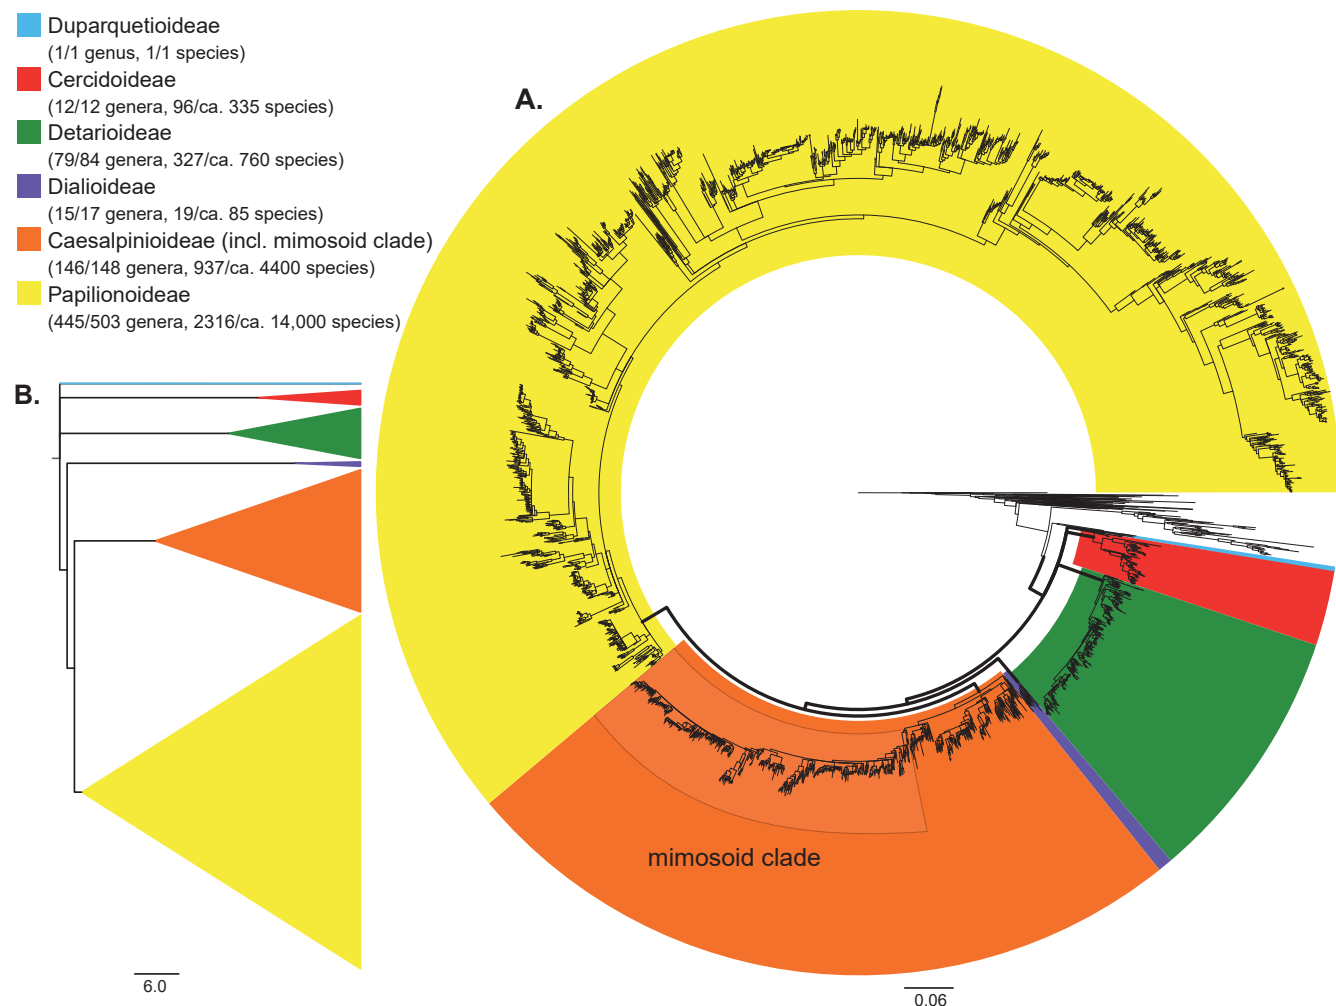 Duparquetioideae
(1/1 genus, 1/1 species)
Cercidoideae
(12/12 genera, 96/ca. 335 species)
Detarioideae
(79/84 genera, 327/ca. 760 species)
Dialioideae
(15/17 genera, 19/ca. 85 species)
Caesalpinioideae (incl. mimosoid clade)
(146/148 genera, 937/ca. 4400 species)
Papilionoideae
(445/503 genera, 2316/ca. 14,000 species)
A.
B.
mimosoid clade
6.0
0.06